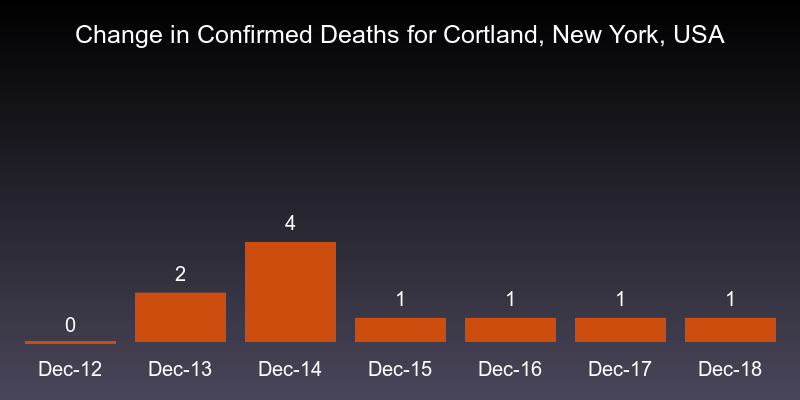 Change in Confirmed Deaths for Cortland, New York, USA
4
2
1 1 1 1
0
Dec-12 Dec-13 Dec-14 Dec-15 Dec-16 Dec-17 Dec-18